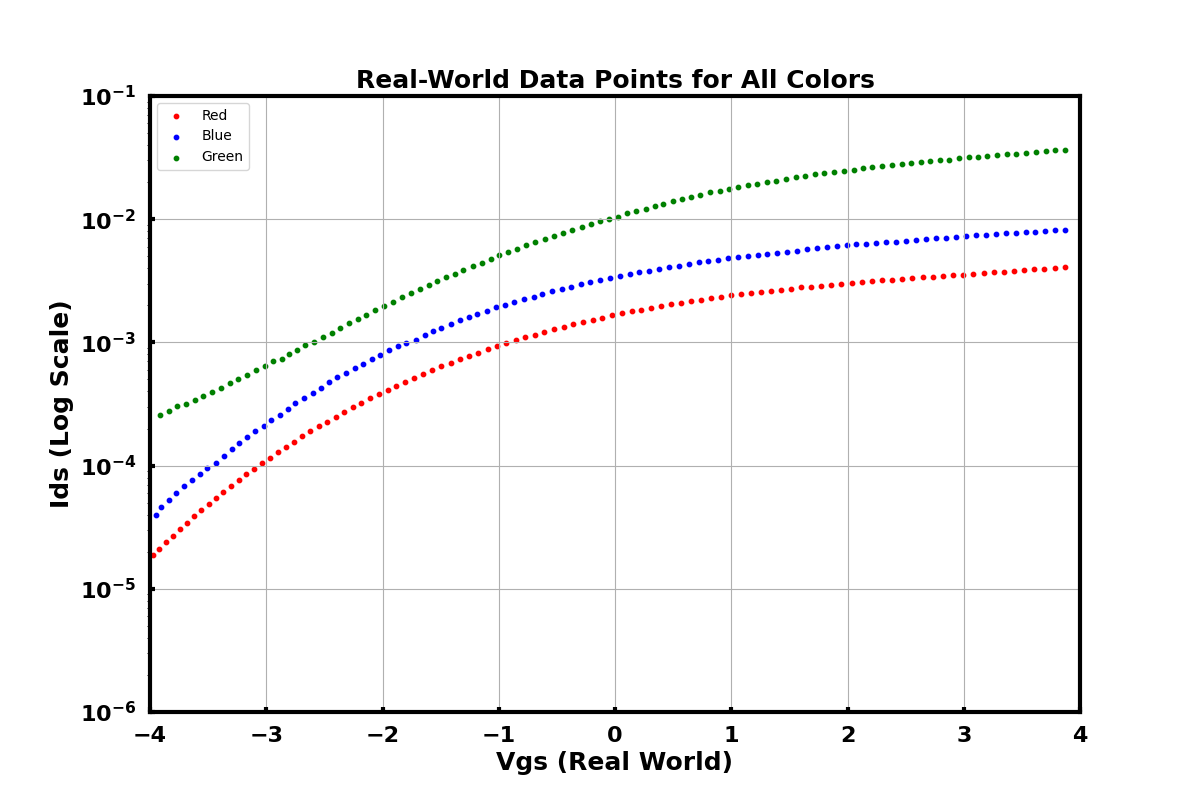 Real-World Data Points for All Colors
Red
Blue
Green
10⁻¹
10⁻²
10⁻³
10⁻⁴
10⁻⁵
10⁻⁶
Ids (Log Scale)
−4 −3 −2 −1 0 1 2 3 4
Vgs (Real World)